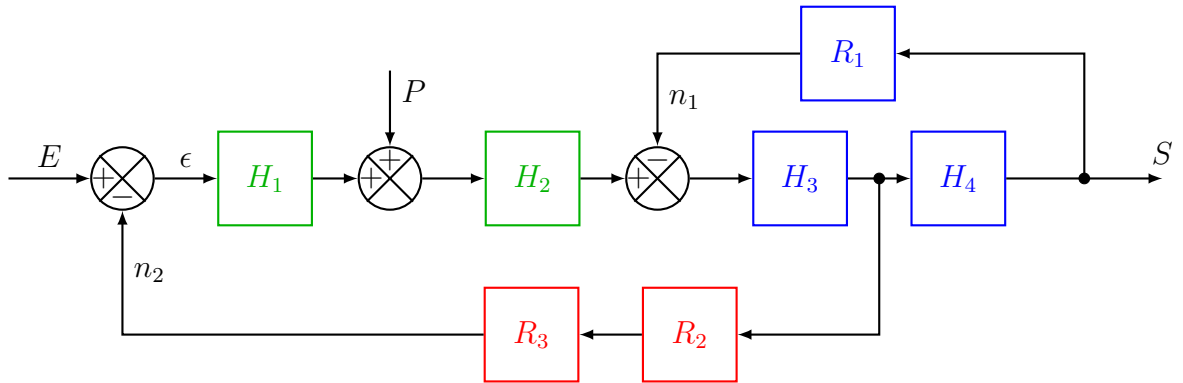 R₁
n₁
P
E
+
−
ϵ
H₁
+
+
H₂
+
−
H₃
H₄
S
n₂
R₃
R₂